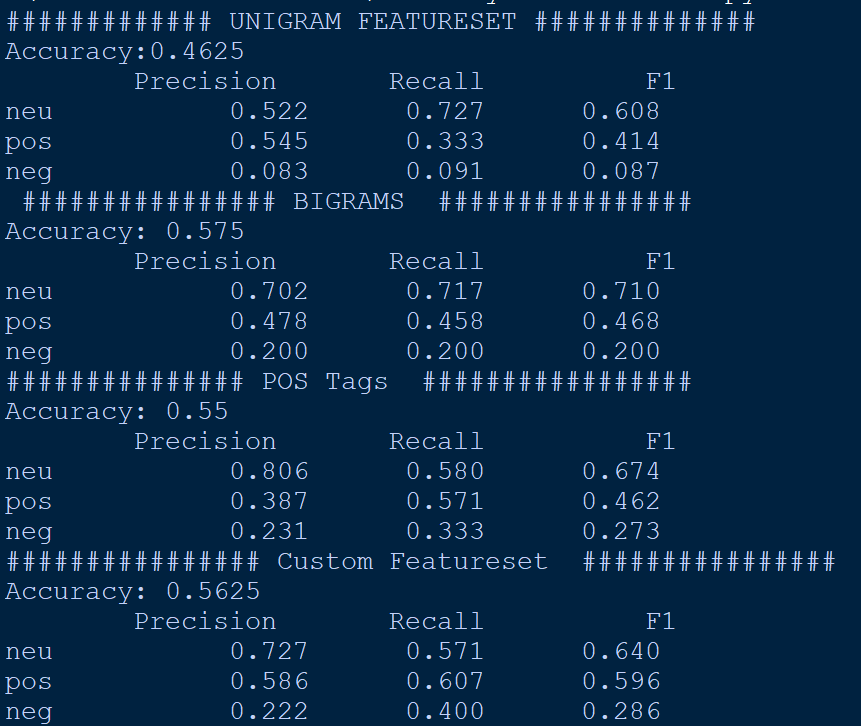 ############# UNIGRAM FEATURESET ##############
Accuracy:0.4625
Precision Recall F1
neu 0.522 0.727 0.608
pos 0.545 0.333 0.414
neg 0.083 0.091 0.087
################ BIGRAMS ################
Accuracy: 0.575
Precision Recall F1
neu 0.702 0.717 0.710
pos 0.478 0.458 0.468
neg 0.200 0.200 0.200
############### POS Tags #################
Accuracy: 0.55
Precision Recall F1
neu 0.806 0.580 0.674
pos 0.387 0.571 0.462
neg 0.231 0.333 0.273
################ Custom Featureset ################
Accuracy: 0.5625
Precision Recall F1
neu 0.727 0.571 0.640
pos 0.586 0.607 0.596
neg 0.222 0.400 0.286